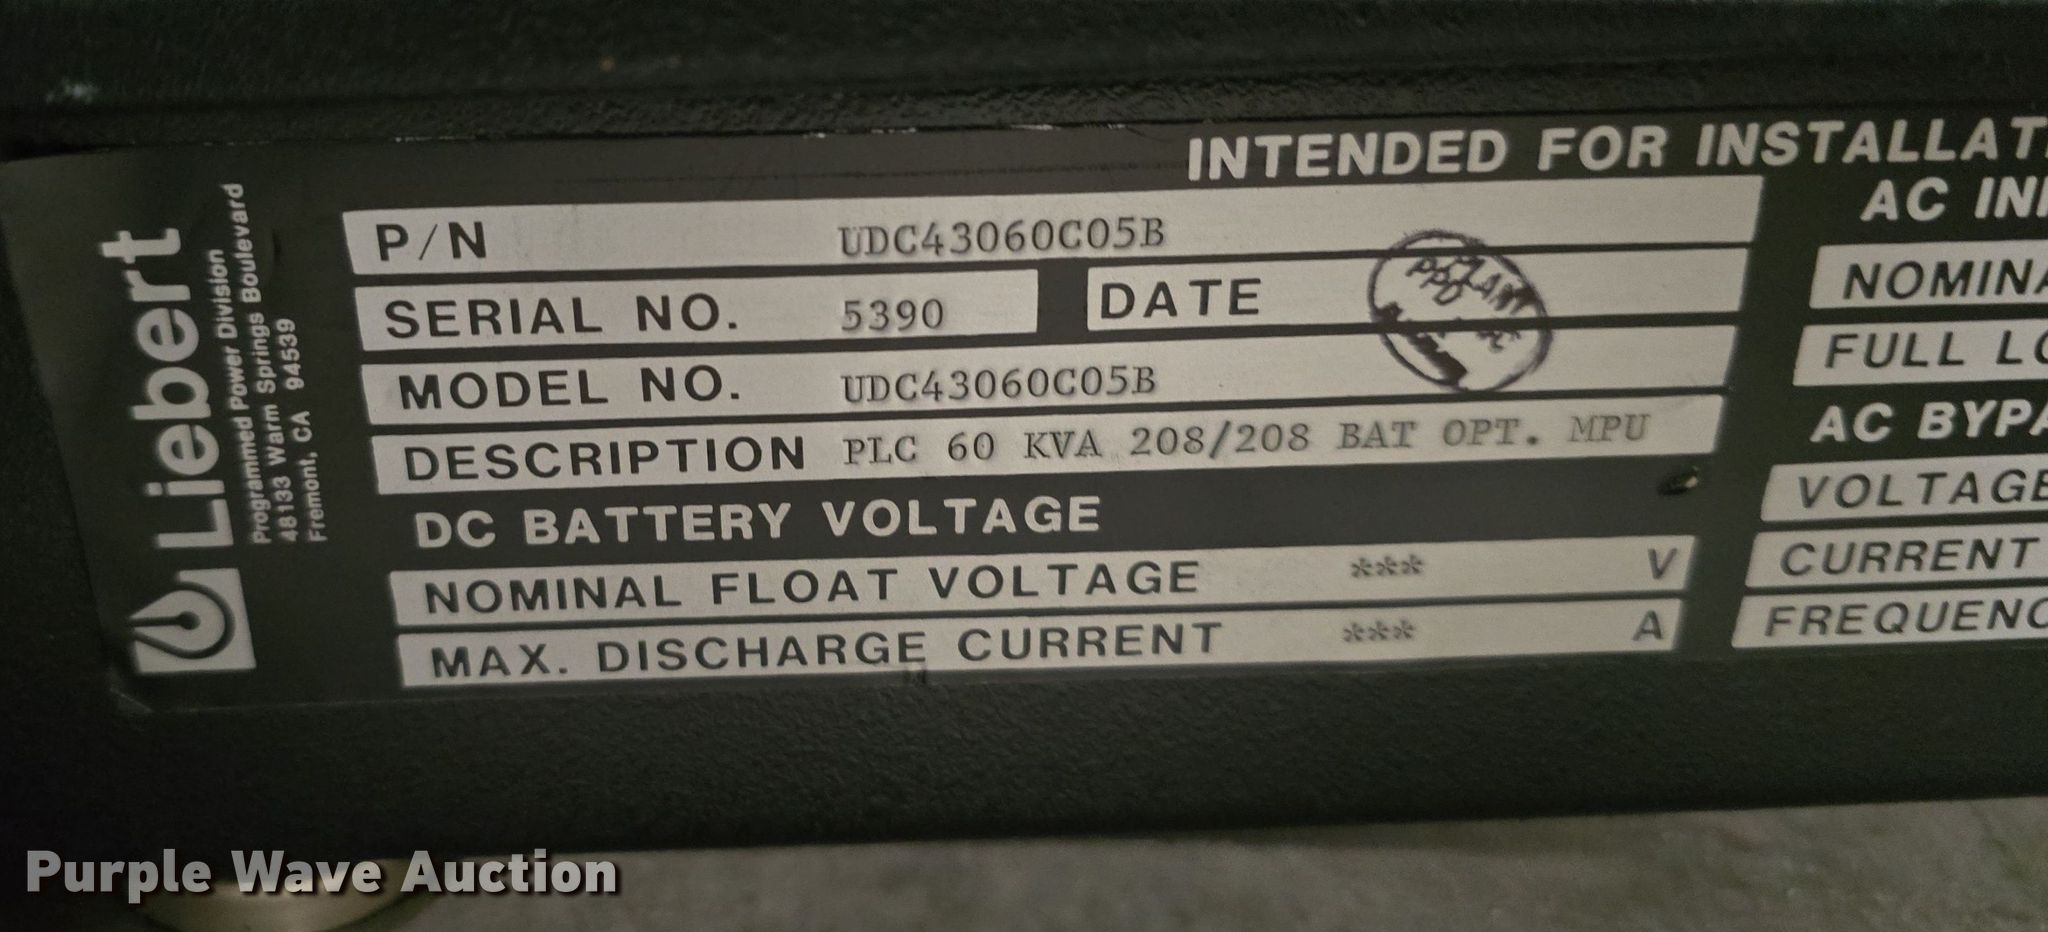 Liebert
Programmed Power Division
48133 Warm Springs Boulevard
Fremont, CA 94539
INTENDED FOR INSTALLAT
P/N UDC43060C05B
SERIAL NO. 5390 DATE
MODEL NO. UDC43060C05B
DESCRIPTION PLC 60 KVA 208/208 BAT OPT. MPU
DC BATTERY VOLTAGE
NOMINAL FLOAT VOLTAGE *** V
MAX. DISCHARGE CURRENT *** A
AC INP
NOMINA
FULL LO
AC BYPA
VOLTAGE
CURRENT
FREQUENC
Purple Wave Auction